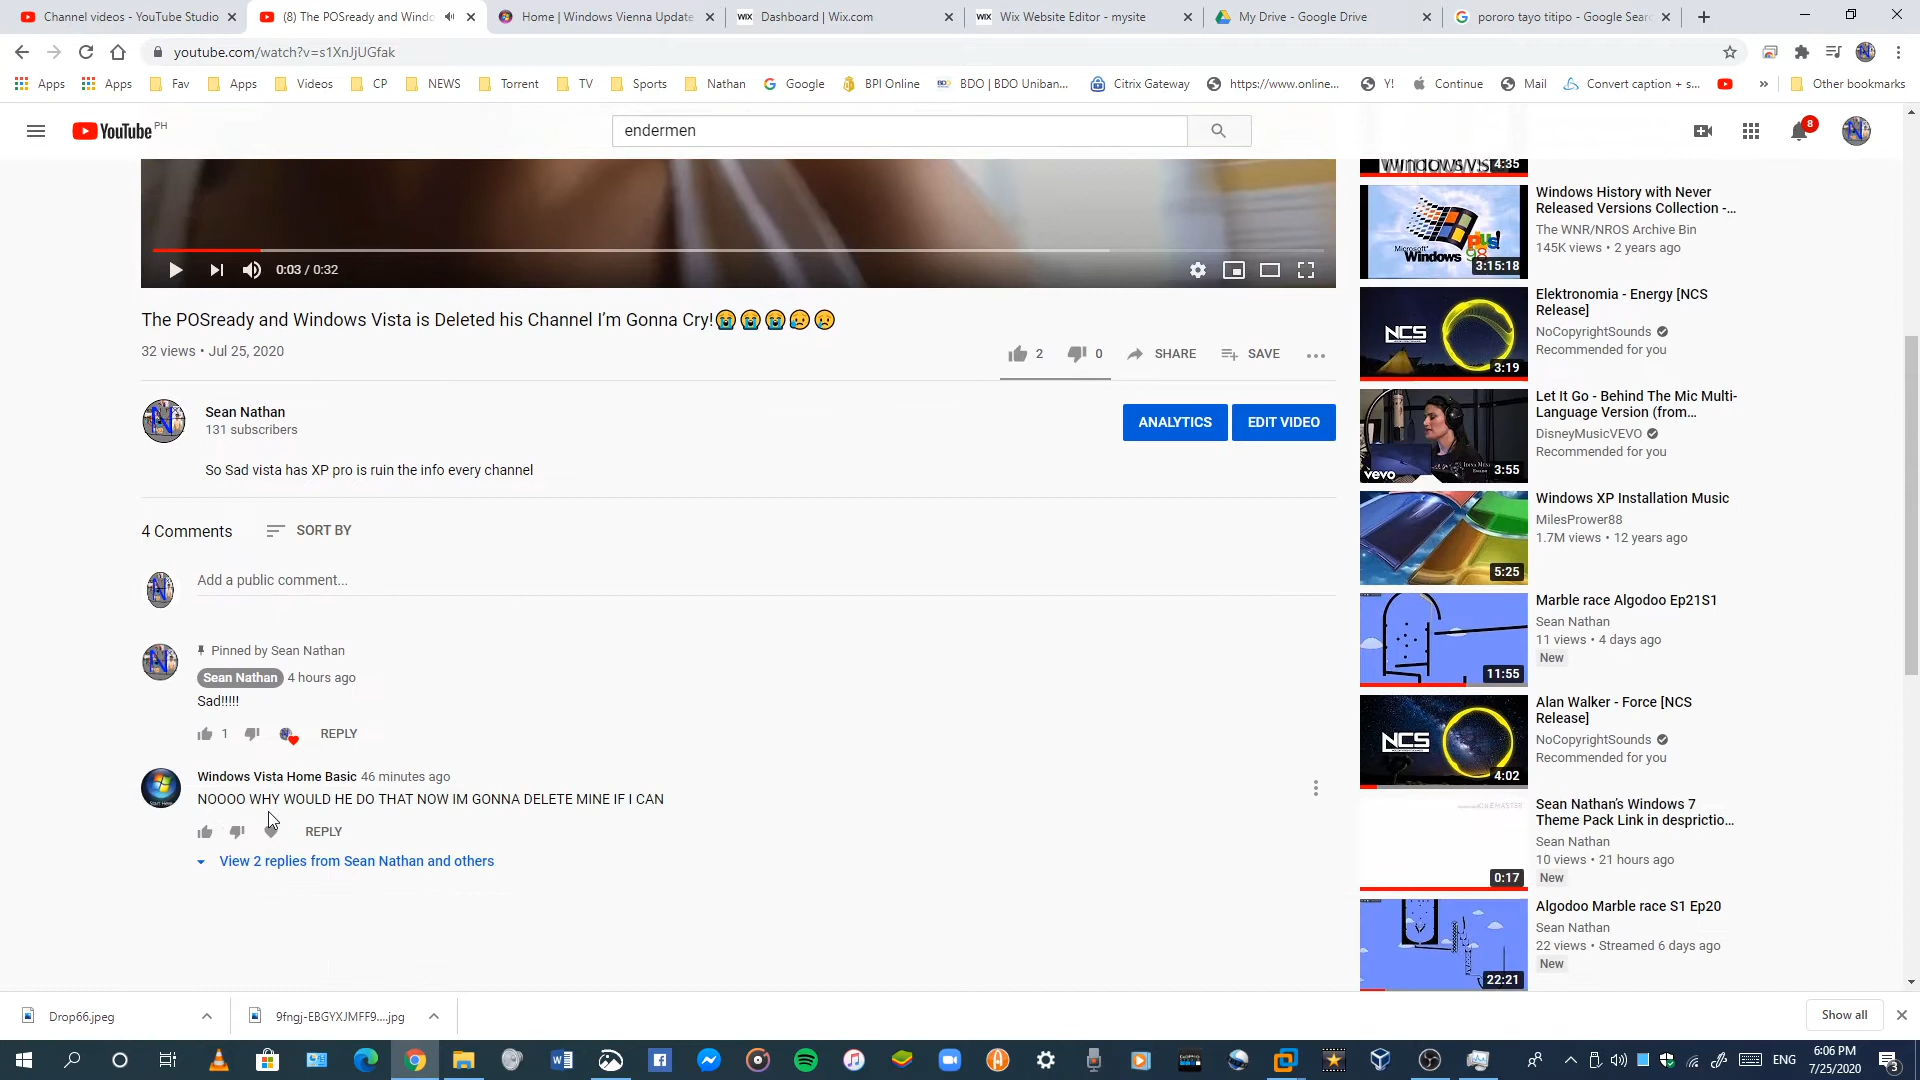 Channel videos - YouTube Studio
(8) The POSready and Windo
Home | Windows Vienna Update
Dashboard | Wix.com
Wix Website Editor - mysite
My Drive - Google Drive
pororo tayo titipo - Google Sear
youtube.com/watch?v=s1XnJjUGfak
Apps
Apps
Fav
Apps
Videos
CP
NEWS
Torrent
TV
Sports
Nathan
Google
BPI Online
BDO | BDO Uniban...
Citrix Gateway
https://www.online...
Y!
Continue
Mail
Convert caption + s...
»
Other bookmarks
YouTube PH
endermen
8
4:35
Windows History with Never
Released Versions Collection -...
The WNR/NROS Archive Bin
145K views • 2 years ago
Microsoft
Windows 98
plus!
3:15:18
0:03 / 0:32
Elektronomia - Energy [NCS
Release]
NoCopyrightSounds
Recommended for you
NCS
3:19
The POSready and Windows Vista is Deleted his Channel I’m Gonna Cry!😭😭😭😥😢
32 views • Jul 25, 2020
2
0
SHARE
SAVE
Let It Go - Behind The Mic Multi-
Language Version (from...
DisneyMusicVEVO
Recommended for you
vevo
3:55
N
Sean Nathan
131 subscribers
ANALYTICS
EDIT VIDEO
So Sad vista has XP pro is ruin the info every channel
Windows XP Installation Music
MilesPrower88
1.7M views • 12 years ago
5:25
4 Comments
SORT BY
Add a public comment...
Marble race Algodoo Ep21S1
Sean Nathan
11 views • 4 days ago
New
11:55
Pinned by Sean Nathan
Sean Nathan 4 hours ago
Sad!!!!!
1
REPLY
Alan Walker - Force [NCS
Release]
NoCopyrightSounds
Recommended for you
NCS
4:02
Windows Vista Home Basic 46 minutes ago
NOOOO WHY WOULD HE DO THAT NOW IM GONNA DELETE MINE IF I CAN
REPLY
View 2 replies from Sean Nathan and others
Sean Nathan’s Windows 7
Theme Pack Link in despriction...
Sean Nathan
10 views • 21 hours ago
New
0:17
Algodoo Marble race S1 Ep20
Sean Nathan
22 views • Streamed 6 days ago
New
22:21
Drop66.jpeg
9fngj-EBGYXJMFF9....jpg
Show all
ENG
6:06 PM
7/25/2020
3